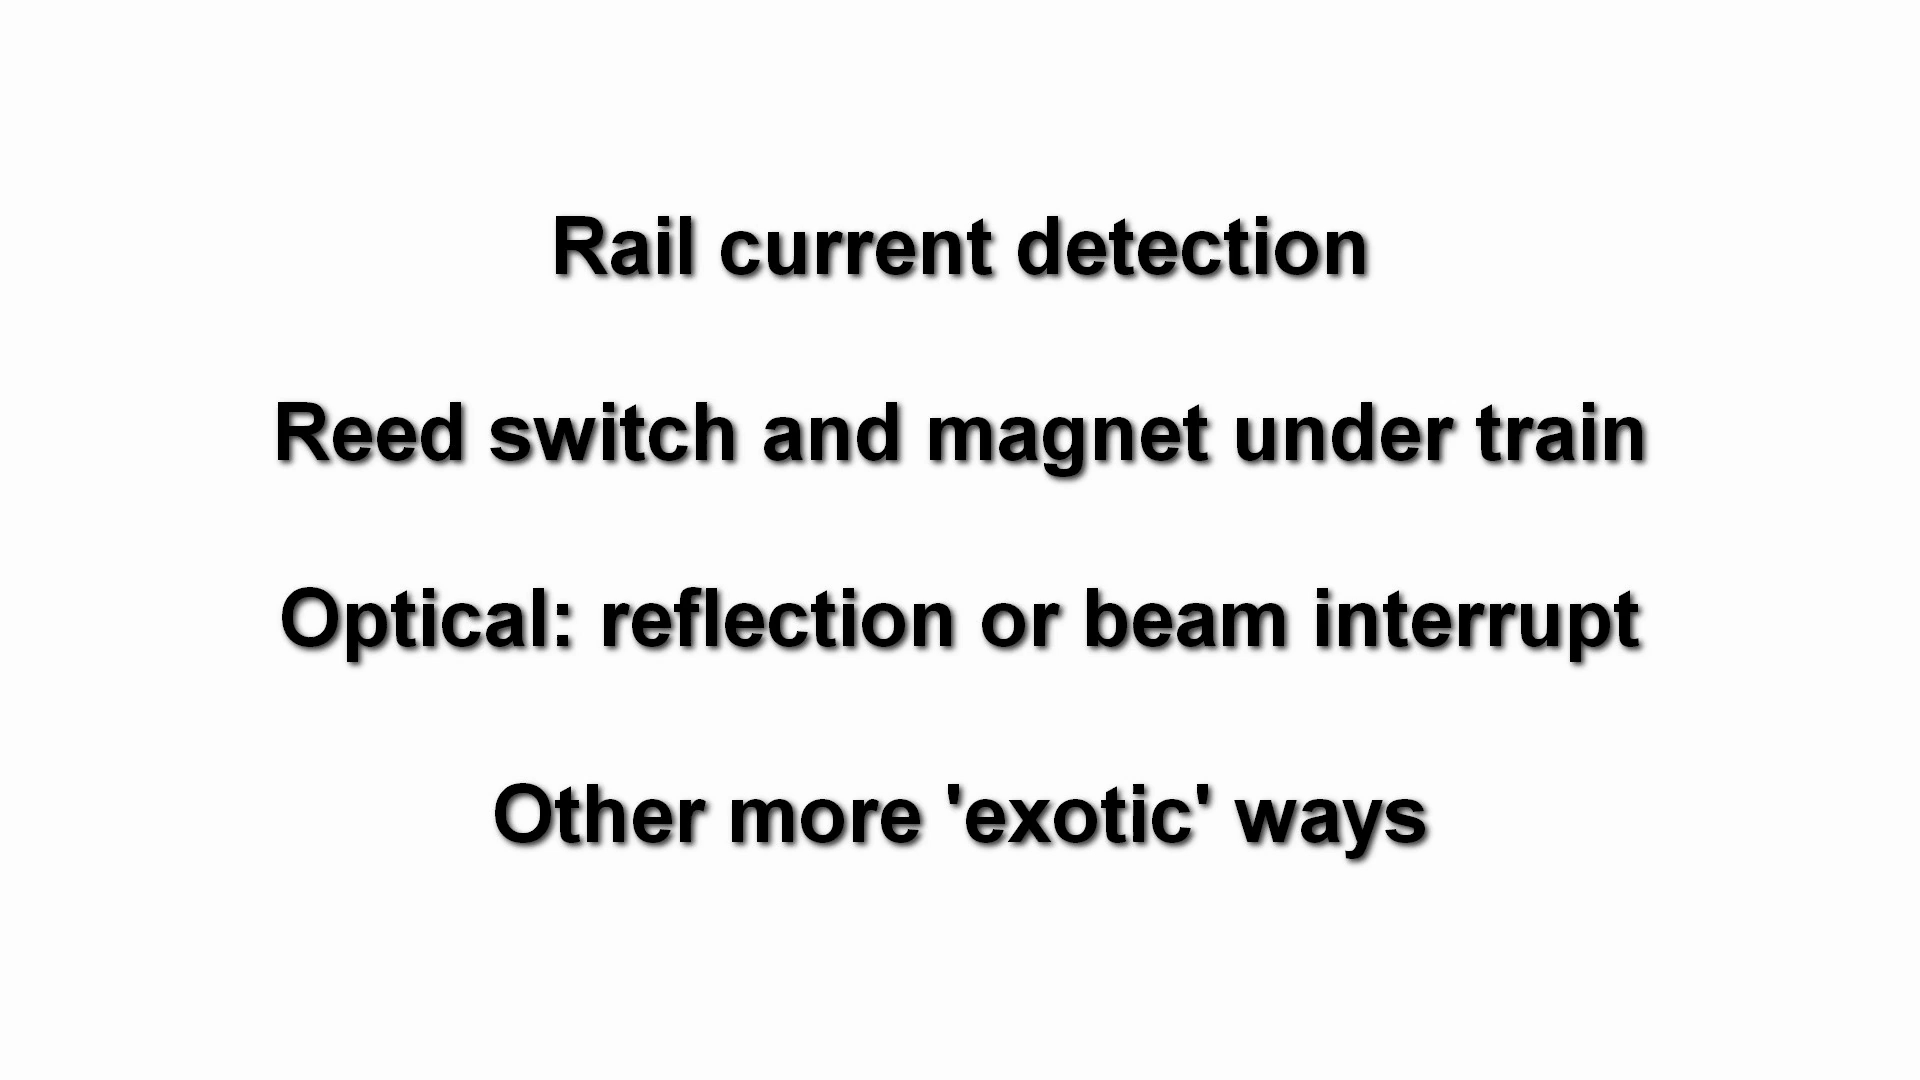 Rail current detection
Reed switch and magnet under train
Optical: reflection or beam interrupt
Other more 'exotic' ways